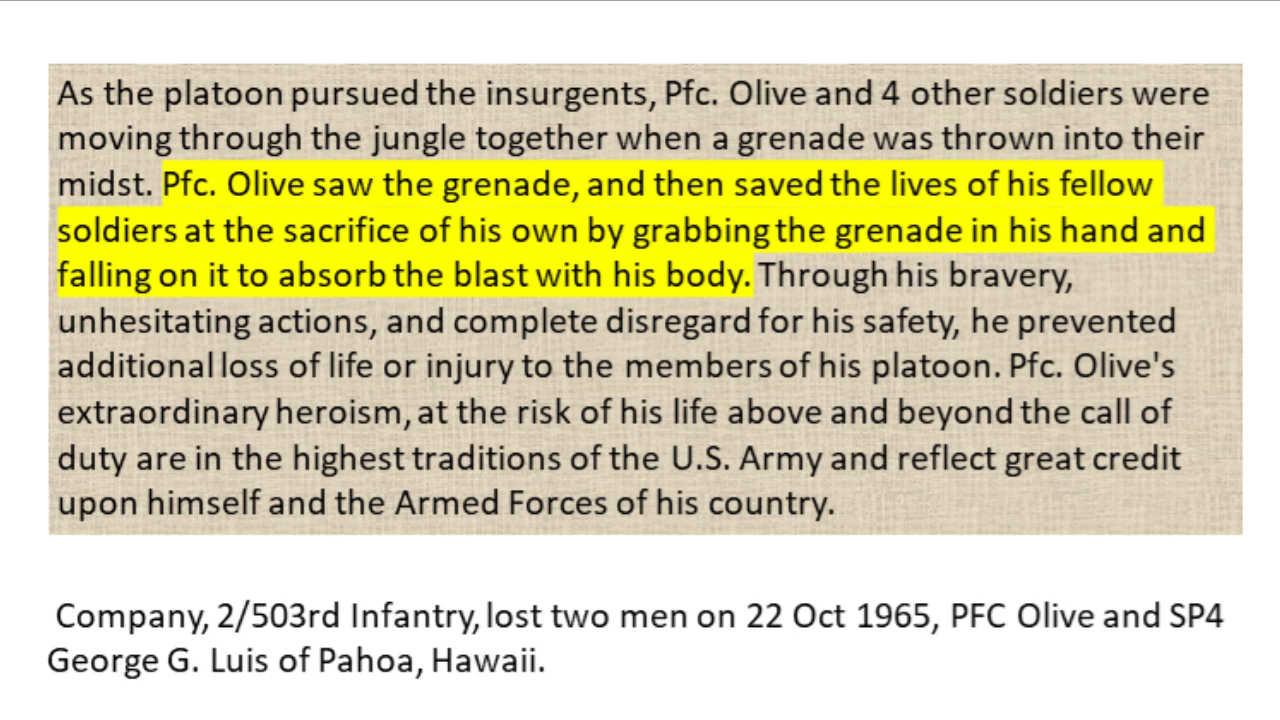 As the platoon pursued the insurgents, Pfc. Olive and 4 other soldiers were
moving through the jungle together when a grenade was thrown into their
midst. Pfc. Olive saw the grenade, and then saved the lives of his fellow
soldiers at the sacrifice of his own by grabbing the grenade in his hand and
falling on it to absorb the blast with his body. Through his bravery,
unhesitating actions, and complete disregard for his safety, he prevented
additional loss of life or injury to the members of his platoon. Pfc. Olive's
extraordinary heroism, at the risk of his life above and beyond the call of
duty are in the highest traditions of the U.S. Army and reflect great credit
upon himself and the Armed Forces of his country.
Company, 2/503rd Infantry, lost two men on 22 Oct 1965, PFC Olive and SP4
George G. Luis of Pahoa, Hawaii.